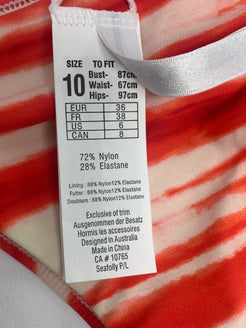 SIZE TO FIT
10 Bust- 87cm
Waist- 67cm
Hips- 97cm
EUR 36
FR 38
US 6
CAN 8
72% Nylon
28% Elastane
Lining : 88% Nylon12% Elastane
Futter : 88% Nylon12% Elastane
Doublure : 88% Nylon12% Elastane
Exclusive of trim
Ausgenommen der Besatz
Hormis les accessoires
Designed in Australia
Made in China
CA # 10765
Seafolly P/L